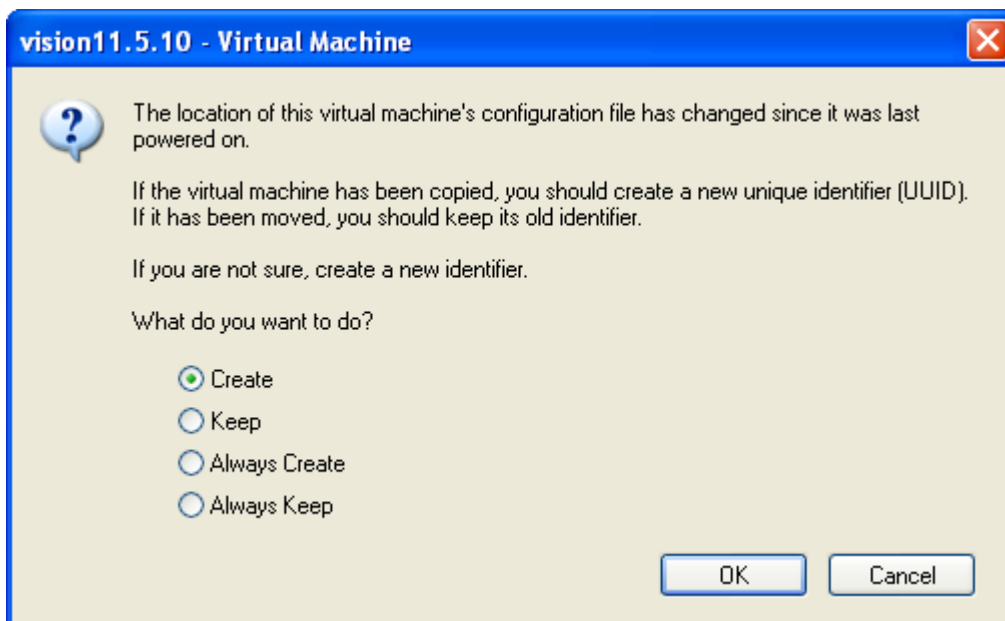 vision11.5.10 - Virtual Machine
The location of this virtual machine's configuration file has changed since it was last
powered on.
If the virtual machine has been copied, you should create a new unique identifier (UUID).
If it has been moved, you should keep its old identifier.
If you are not sure, create a new identifier.
What do you want to do?
Create
Keep
Always Create
Always Keep
OK
Cancel